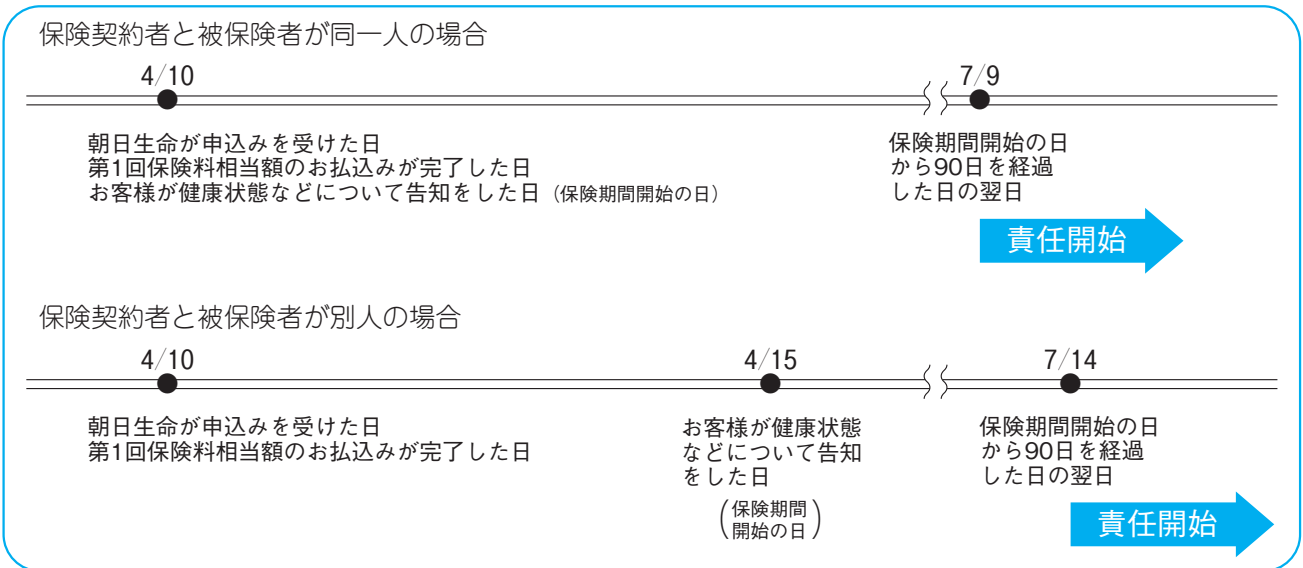 保険契約者と被保険者が同一人の場合
4/10
7/9
朝日生命が申込みを受けた日
第1回保険料相当額のお払込みが完了した日
お客様が健康状態などについて告知をした日（保険期間開始の日）
保険期間開始の日
から90日を経過
した日の翌日
責任開始
保険契約者と被保険者が別人の場合
4/10
4/15
7/14
朝日生命が申込みを受けた日
第1回保険料相当額のお払込みが完了した日
お客様が健康状態
などについて告知
をした日
（保険期間
開始の日）
保険期間開始の日
から90日を経過
した日の翌日
責任開始